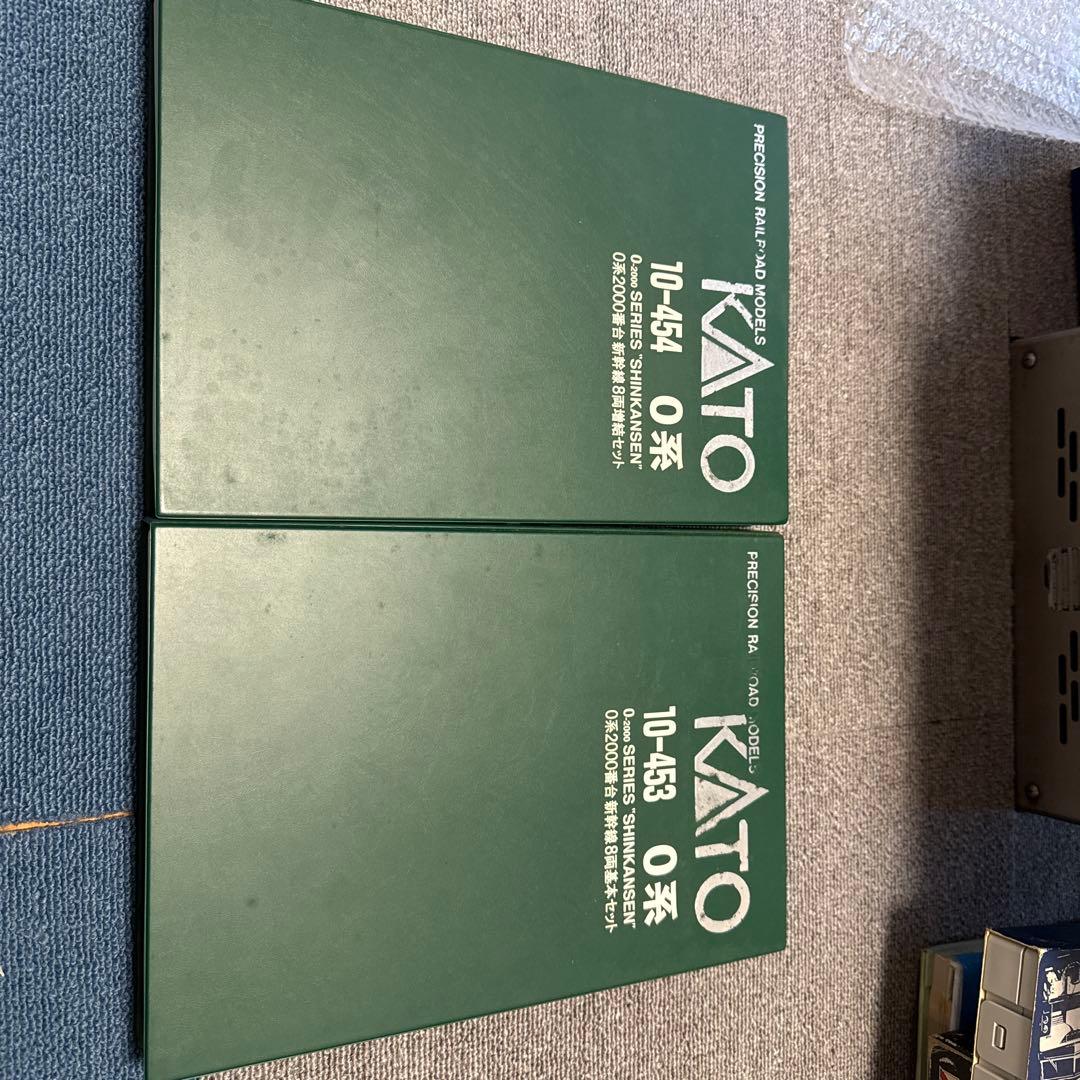 PRECISION RAILROAD MODELS
KATO
10-454 0系
0-2000 SERIES "SHINKANSEN"
0系2000番台 新幹線8両増結セット
PRECISION RAILROAD MODELS
KATO
10-453 0系
0-2000 SERIES "SHINKANSEN"
0系2000番台 新幹線8両基本セット